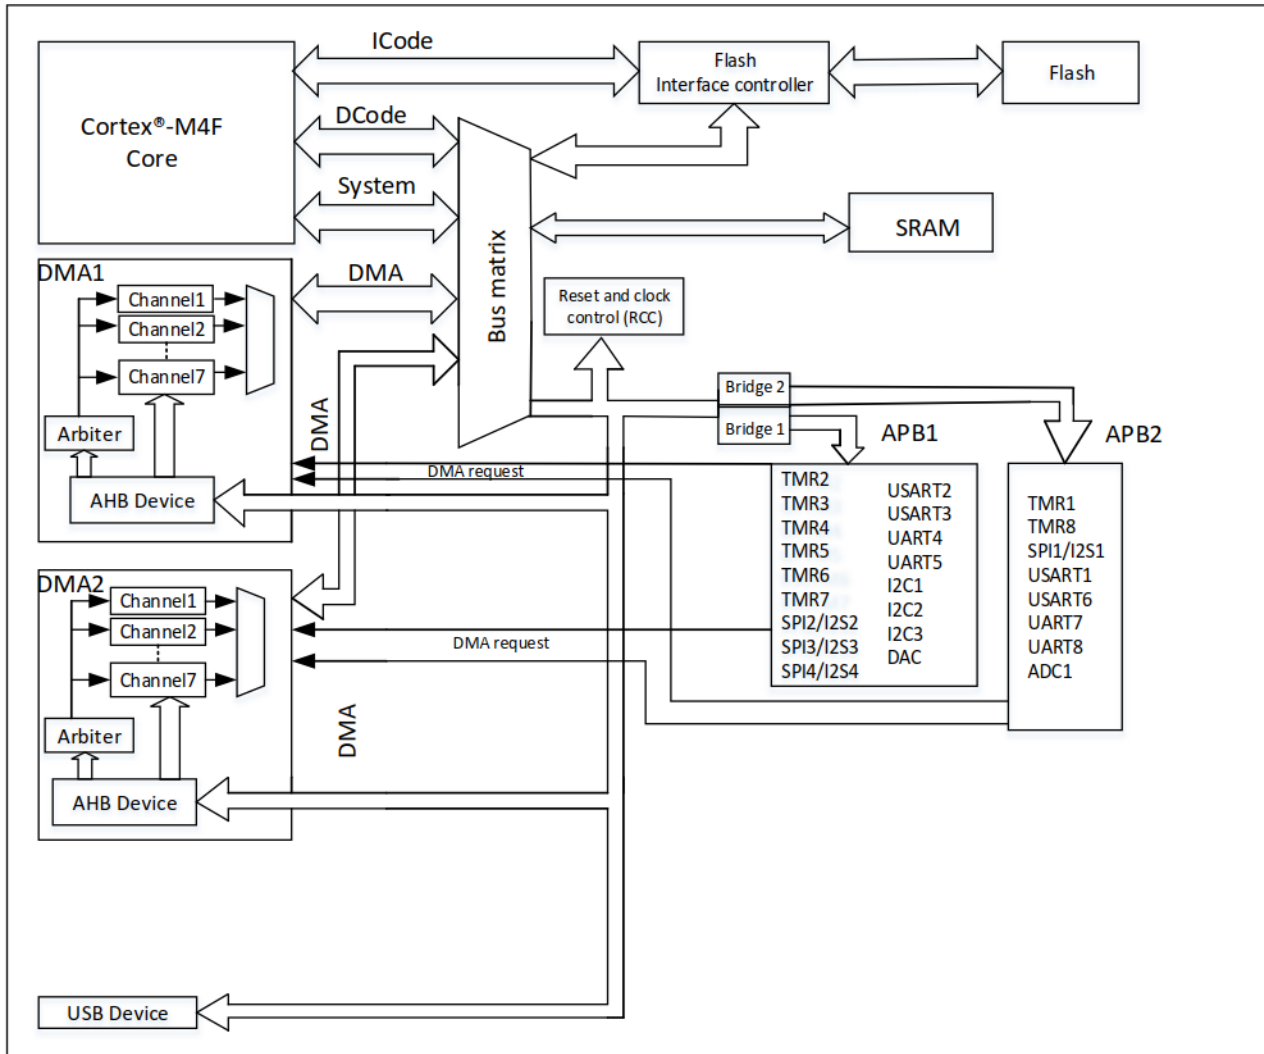 ICode
Flash
Interface controller
Flash
Cortex®-M4F
Core
DCode
System
SRAM
Bus matrix
DMA1
DMA
Channel1
Channel2
Channel7
Arbiter
AHB Device
Reset and clock
control (RCC)
DMA
Bridge 2
Bridge 1
APB1
APB2
DMA request
TMR2
TMR3
TMR4
TMR5
TMR6
TMR7
SPI2/I2S2
SPI3/I2S3
SPI4/I2S4
USART2
USART3
UART4
UART5
I2C1
I2C2
I2C3
DAC
TMR1
TMR8
SPI1/I2S1
USART1
USART6
UART7
UART8
ADC1
DMA2
Channel1
Channel2
Channel7
Arbiter
AHB Device
DMA request
DMA
USB Device